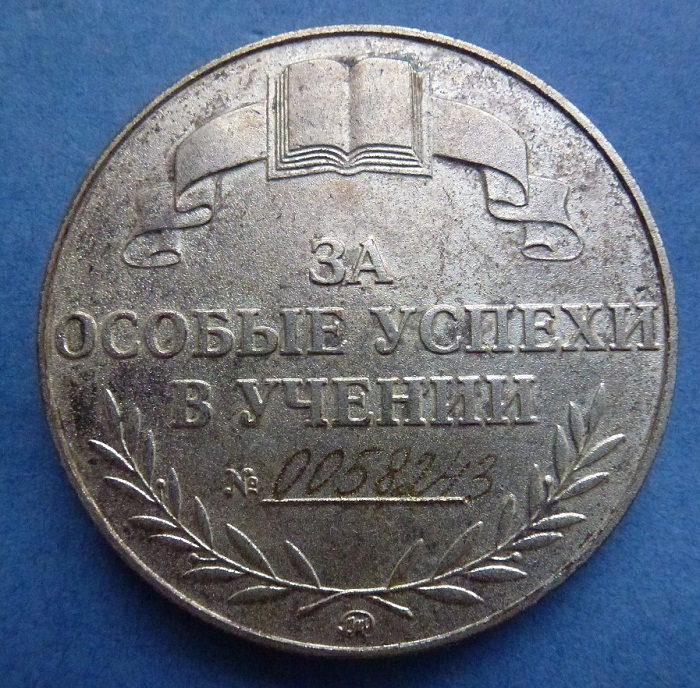 ЗА
ОСОБЫЕ УСПЕХИ
В УЧЕНИИ
№ 0058243